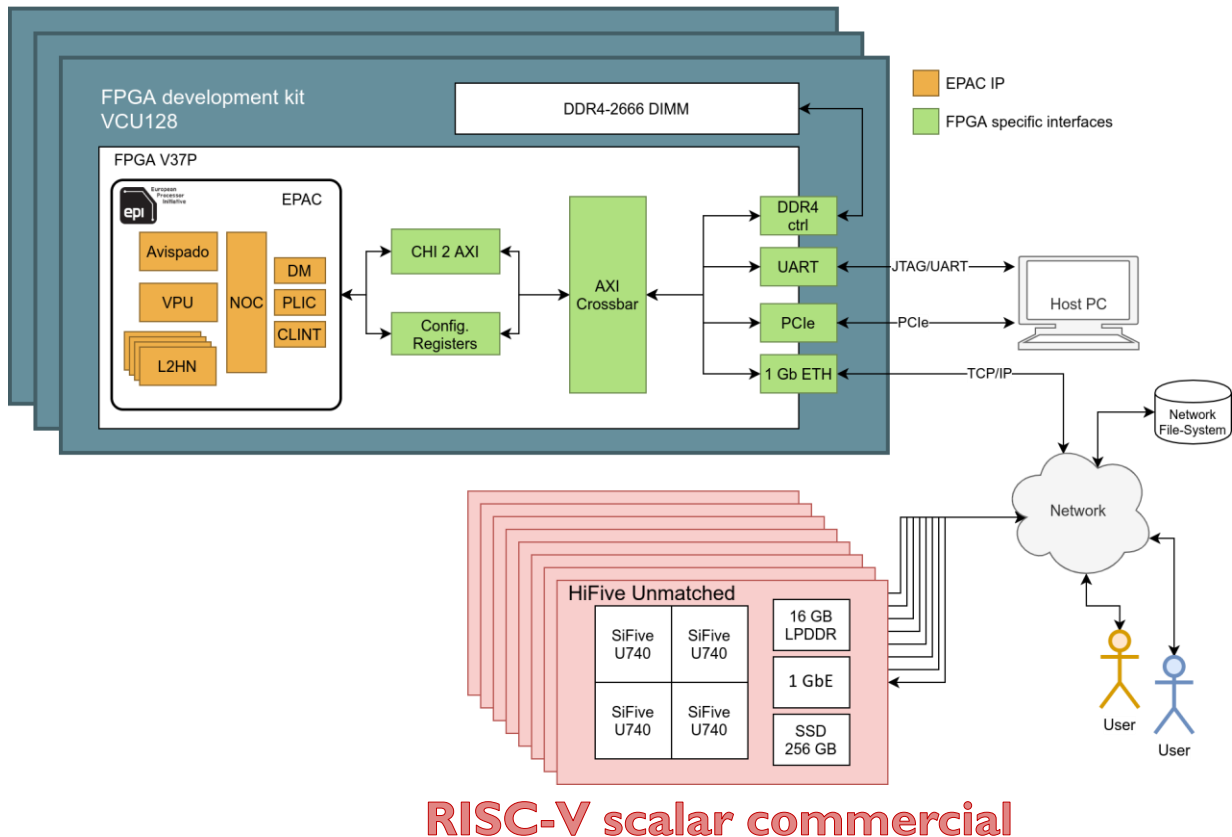 FPGA development kit
VCU128
DDR4-2666 DIMM
EPAC IP
FPGA specific interfaces
FPGA V37P
epi
European
Processor
Initiative
EPAC
Avispado
VPU
L2HN
NOC
DM
PLIC
CLINT
CHI 2 AXI
Config.
Registers
AXI
Crossbar
DDR4
ctrl
UART
PCIe
1 Gb ETH
JTAG/UART
PCIe
TCP/IP
Host PC
Network
File-System
Network
User
User
HiFive Unmatched
SiFive
U740
SiFive
U740
SiFive
U740
SiFive
U740
16 GB
LPDDR
1 GbE
SSD
256 GB
RISC-V scalar commercial